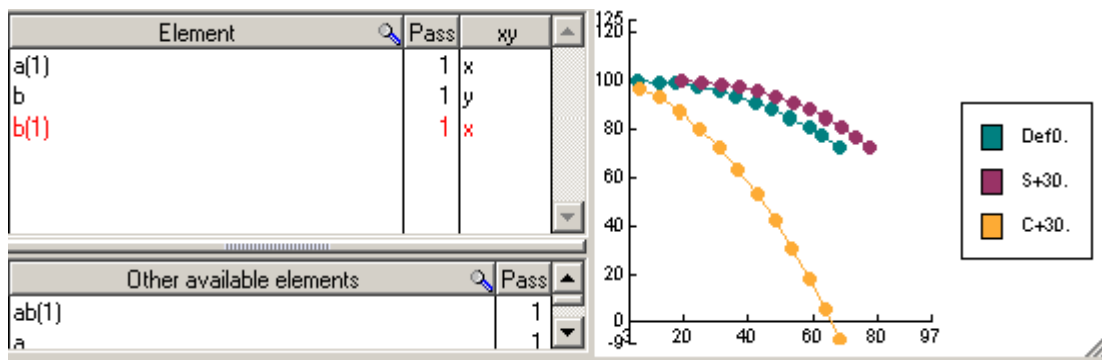 Element Pass xy
a(1) 1 x
b 1 y
b(1) 1 x
Other available elements Pass
ab(1) 1
a 1
125
120
100
80
60
40
20
0
-9
-3 20 40 60 80 97
Def0.
S+30.
C+30.